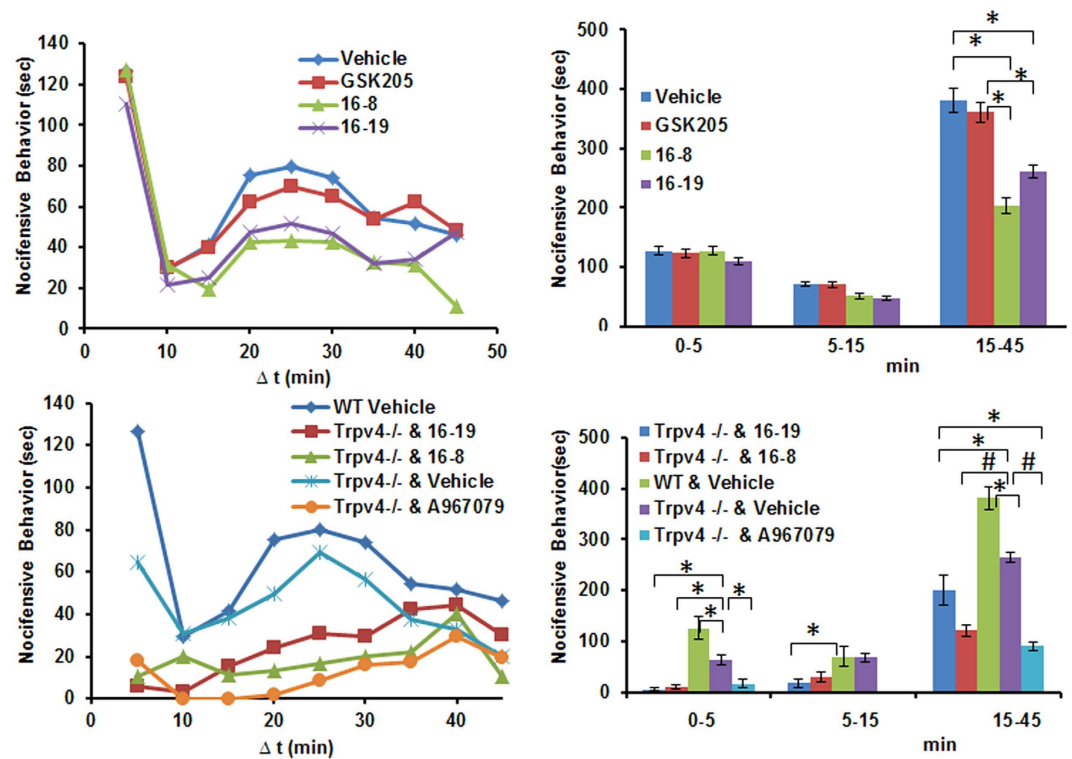 140
120
100
80
60
40
20
0
Nocifensive Behavior (sec)
Vehicle
GSK205
16-8
16-19
0 10 20 30 40 50
Δ t (min)
500
400
300
200
100
0
Nocifensive Behavior (sec)
Vehicle
GSK205
16-8
16-19
*
*
*
*
0-5 5-15 15-45
min
140
120
100
80
60
40
20
0
Nocifensive Behavior (sec)
WT Vehicle
Trpv4-/- & 16-19
Trpv4-/- & 16-8
Trpv4-/- & Vehicle
Trpv4-/- & A967079
0 10 20 30 40
Δ t (min)
500
400
300
200
100
0
Nocifensive Behavior(sec)
Trpv4 -/- & 16-19
Trpv4 -/- & 16-8
WT & Vehicle
Trpv4 -/- & Vehicle
Trpv4 -/- & A967079
*
*
# #
*
*
* *
*
*
0-5 5-15 15-45
min